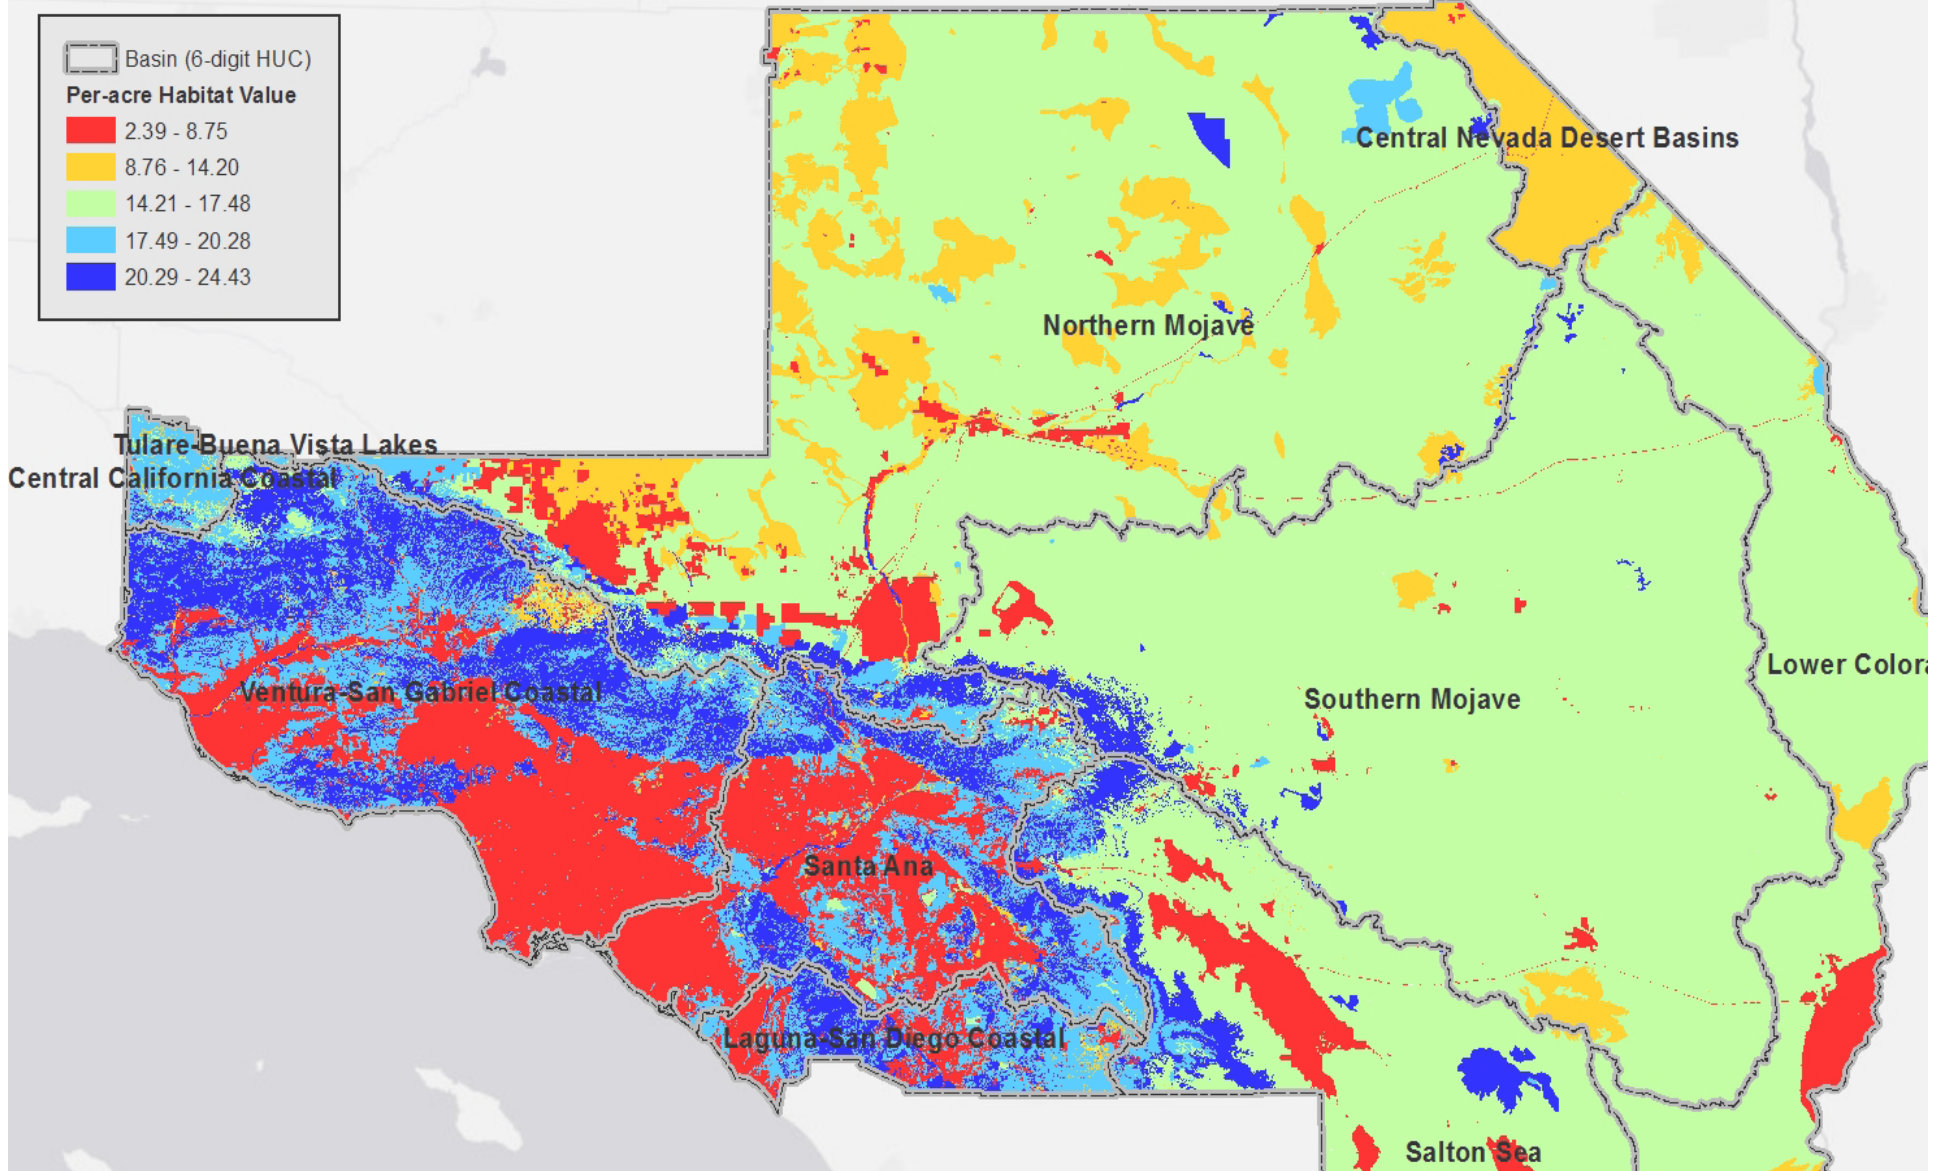 Basin (6-digit HUC)
Per-acre Habitat Value
2.39 - 8.75
8.76 - 14.20
14.21 - 17.48
17.49 - 20.28
20.29 - 24.43
Central Nevada Desert Basins
Northern Mojave
Tulare-Buena Vista Lakes
Central California Coastal
Lower Colora
Ventura-San Gabriel Coastal
Southern Mojave
Santa Ana
Laguna-San Diego Coastal
Salton Sea